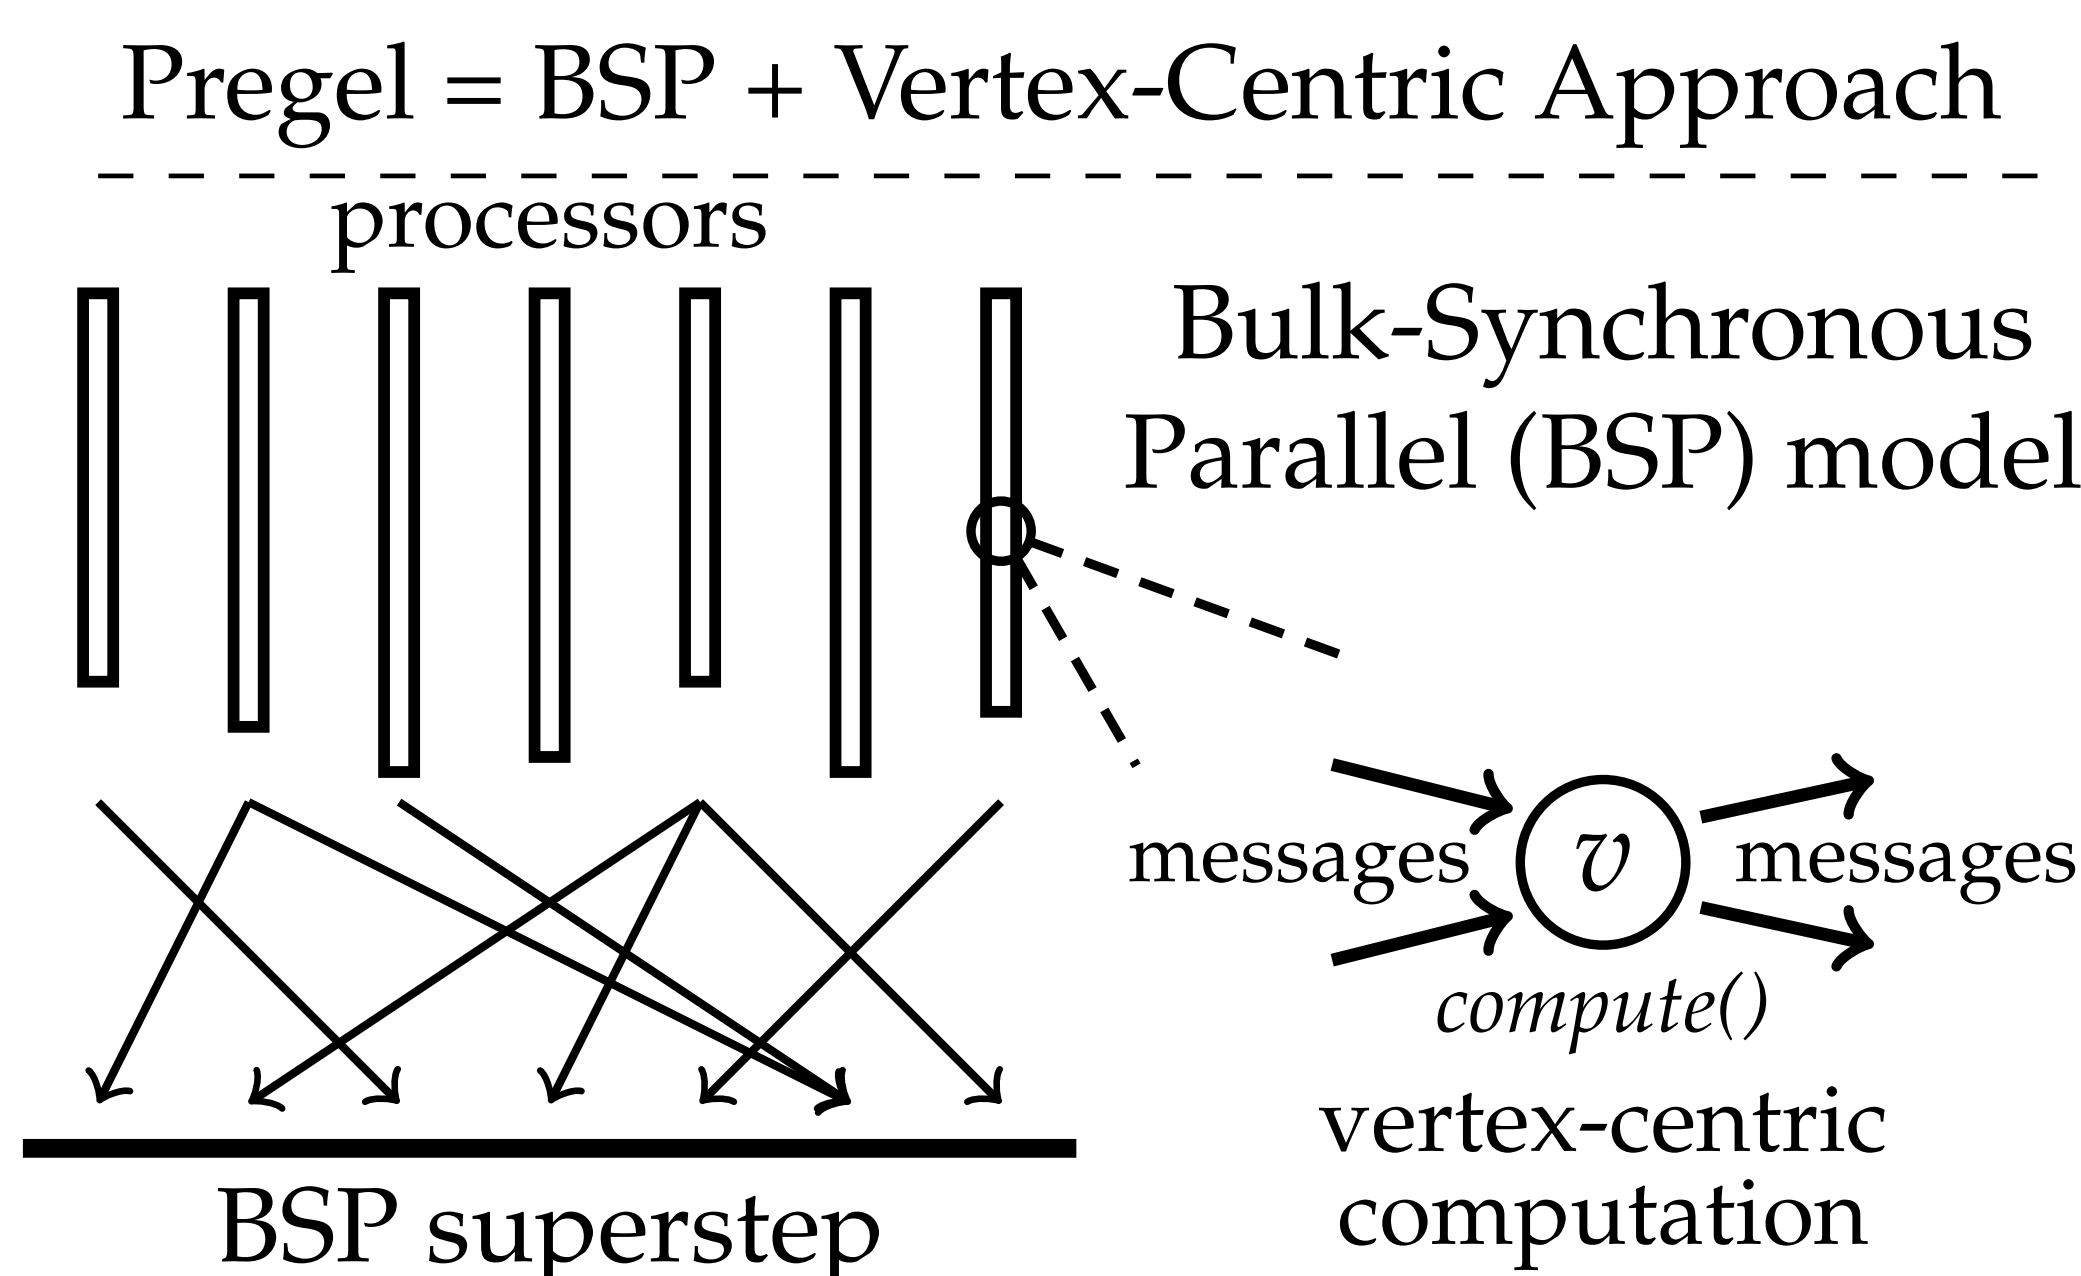 Pregel = BSP + Vertex-Centric Approach
processors
Bulk-Synchronous
Parallel (BSP) model
messages
v
messages
compute()
vertex-centric
computation
BSP superstep